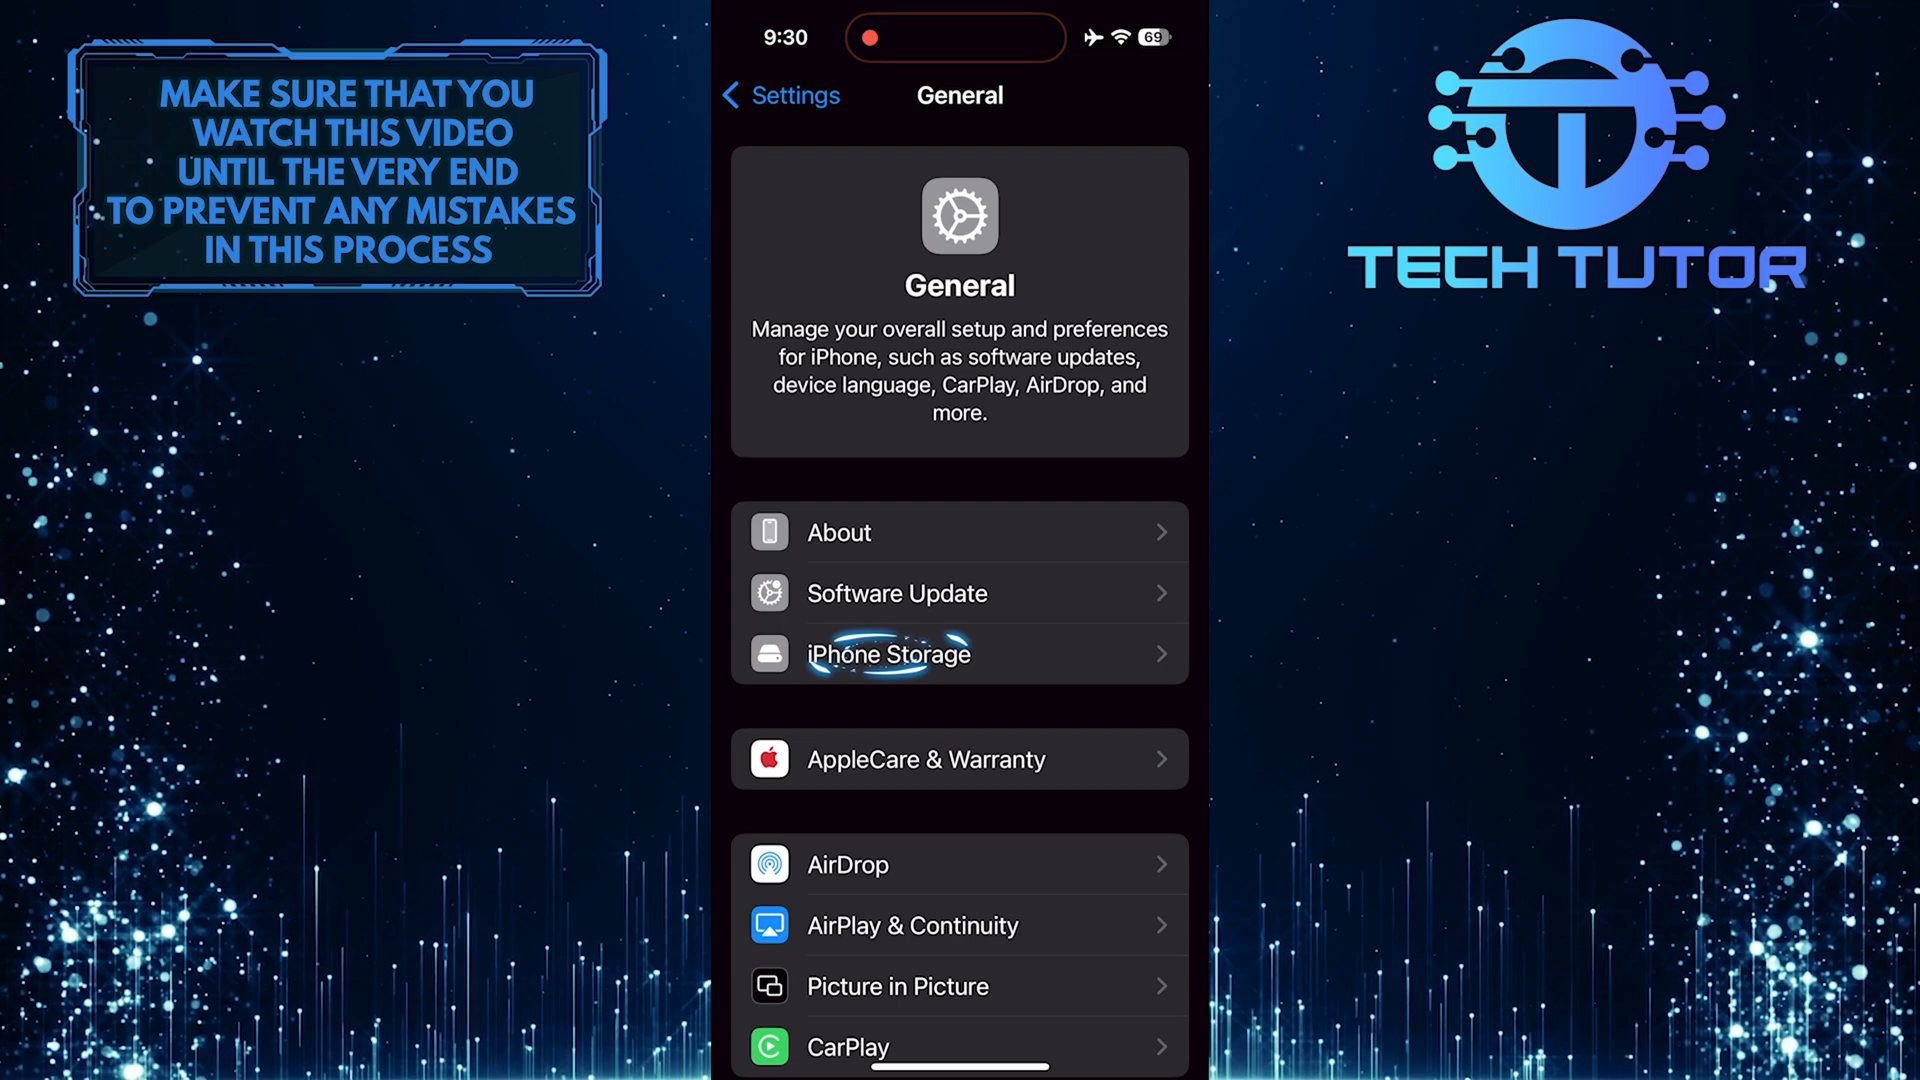 MAKE SURE THAT YOU
WATCH THIS VIDEO
UNTIL THE VERY END
TO PREVENT ANY MISTAKES
IN THIS PROCESS
9:30
69
Settings
General
General
Manage your overall setup and preferences
for iPhone, such as software updates,
device language, CarPlay, AirDrop, and
more.
About
Software Update
iPhone Storage
AppleCare & Warranty
AirDrop
AirPlay & Continuity
Picture in Picture
CarPlay
TECH TUTOR